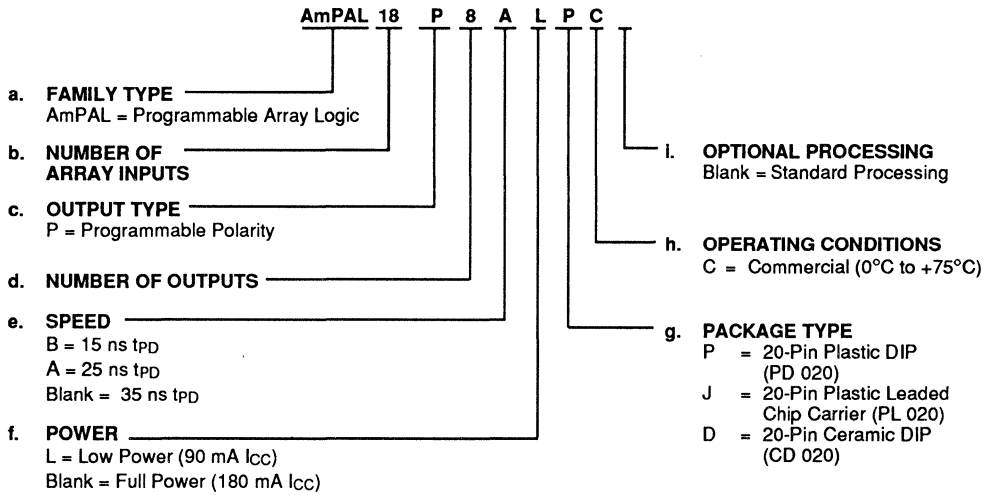 AmPAL 18 P 8 A L P C
a. FAMILY TYPE
AmPAL = Programmable Array Logic
b. NUMBER OF
ARRAY INPUTS
c. OUTPUT TYPE
P = Programmable Polarity
d. NUMBER OF OUTPUTS
e. SPEED
B = 15 ns tPD
A = 25 ns tPD
Blank = 35 ns tPD
f. POWER
L = Low Power (90 mA ICC)
Blank = Full Power (180 mA ICC)
i. OPTIONAL PROCESSING
Blank = Standard Processing
h. OPERATING CONDITIONS
C = Commercial (0°C to +75°C)
g. PACKAGE TYPE
P = 20-Pin Plastic DIP
(PD 020)
J = 20-Pin Plastic Leaded
Chip Carrier (PL 020)
D = 20-Pin Ceramic DIP
(CD 020)